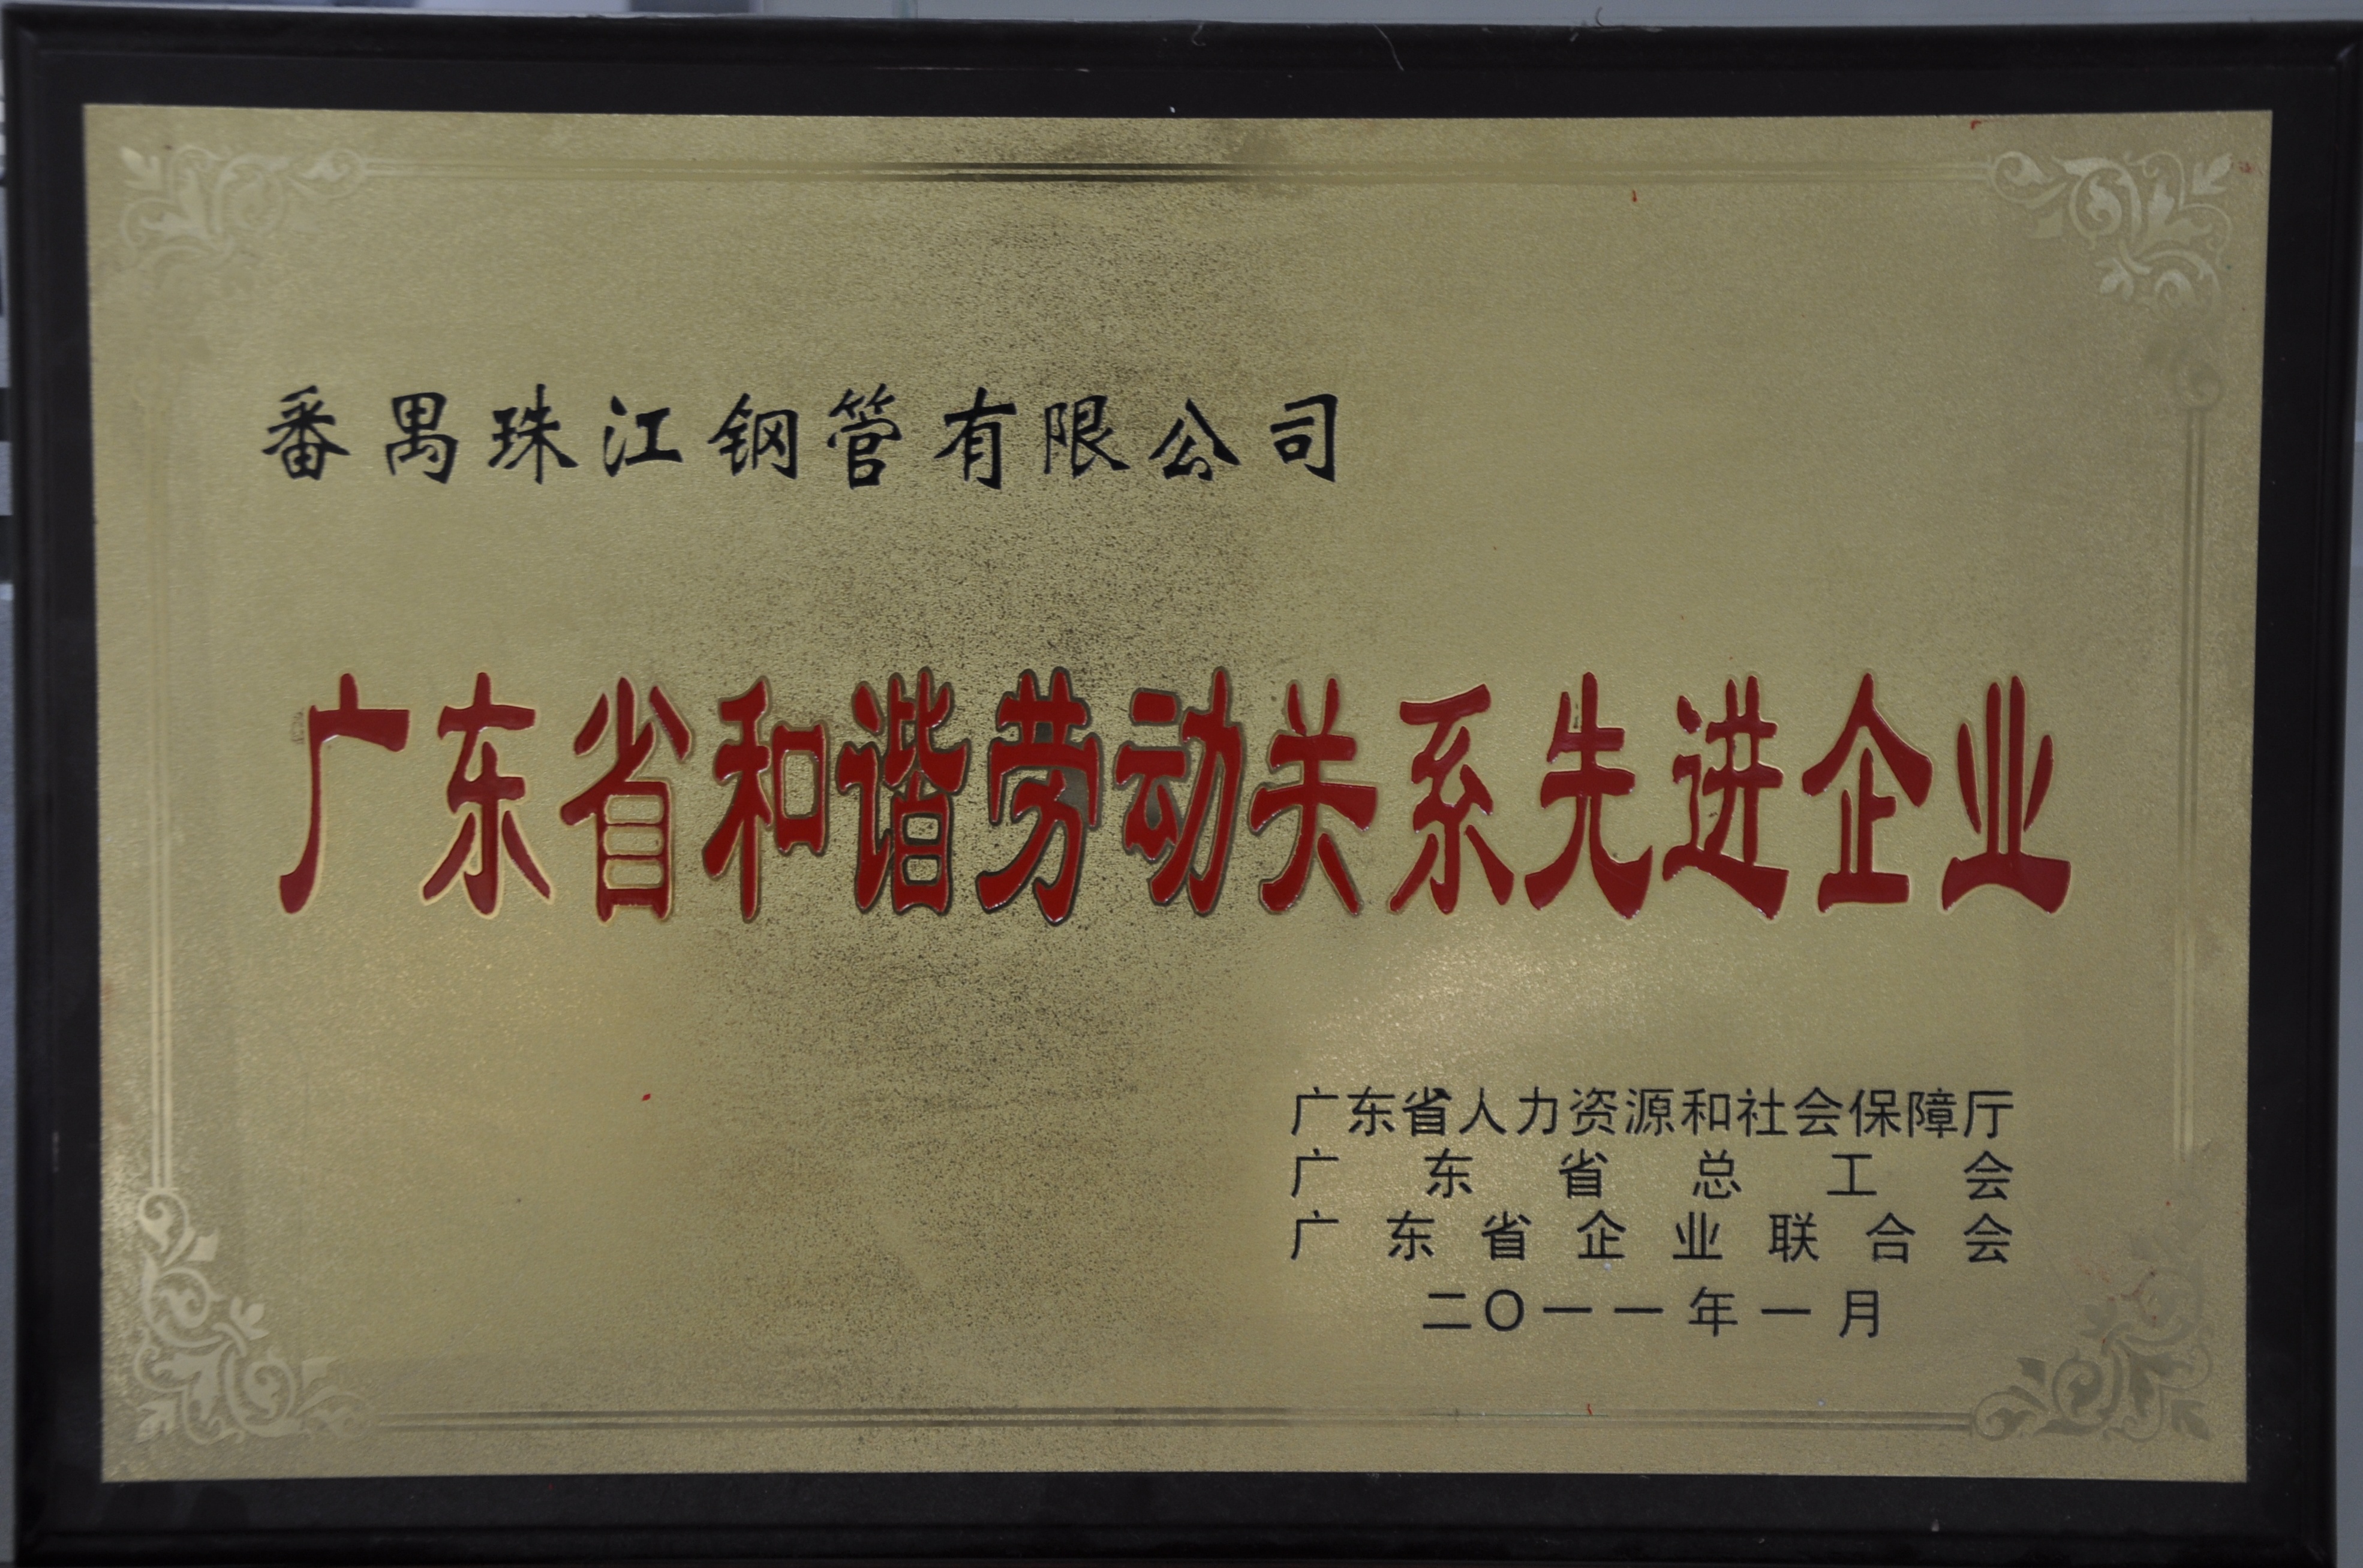 番禺珠江钢管有限公司
广东省和谐劳动关系先进企业
广东省人力资源和社会保障厅
广东省总工会
广东省企业联合会
二〇一一年一月